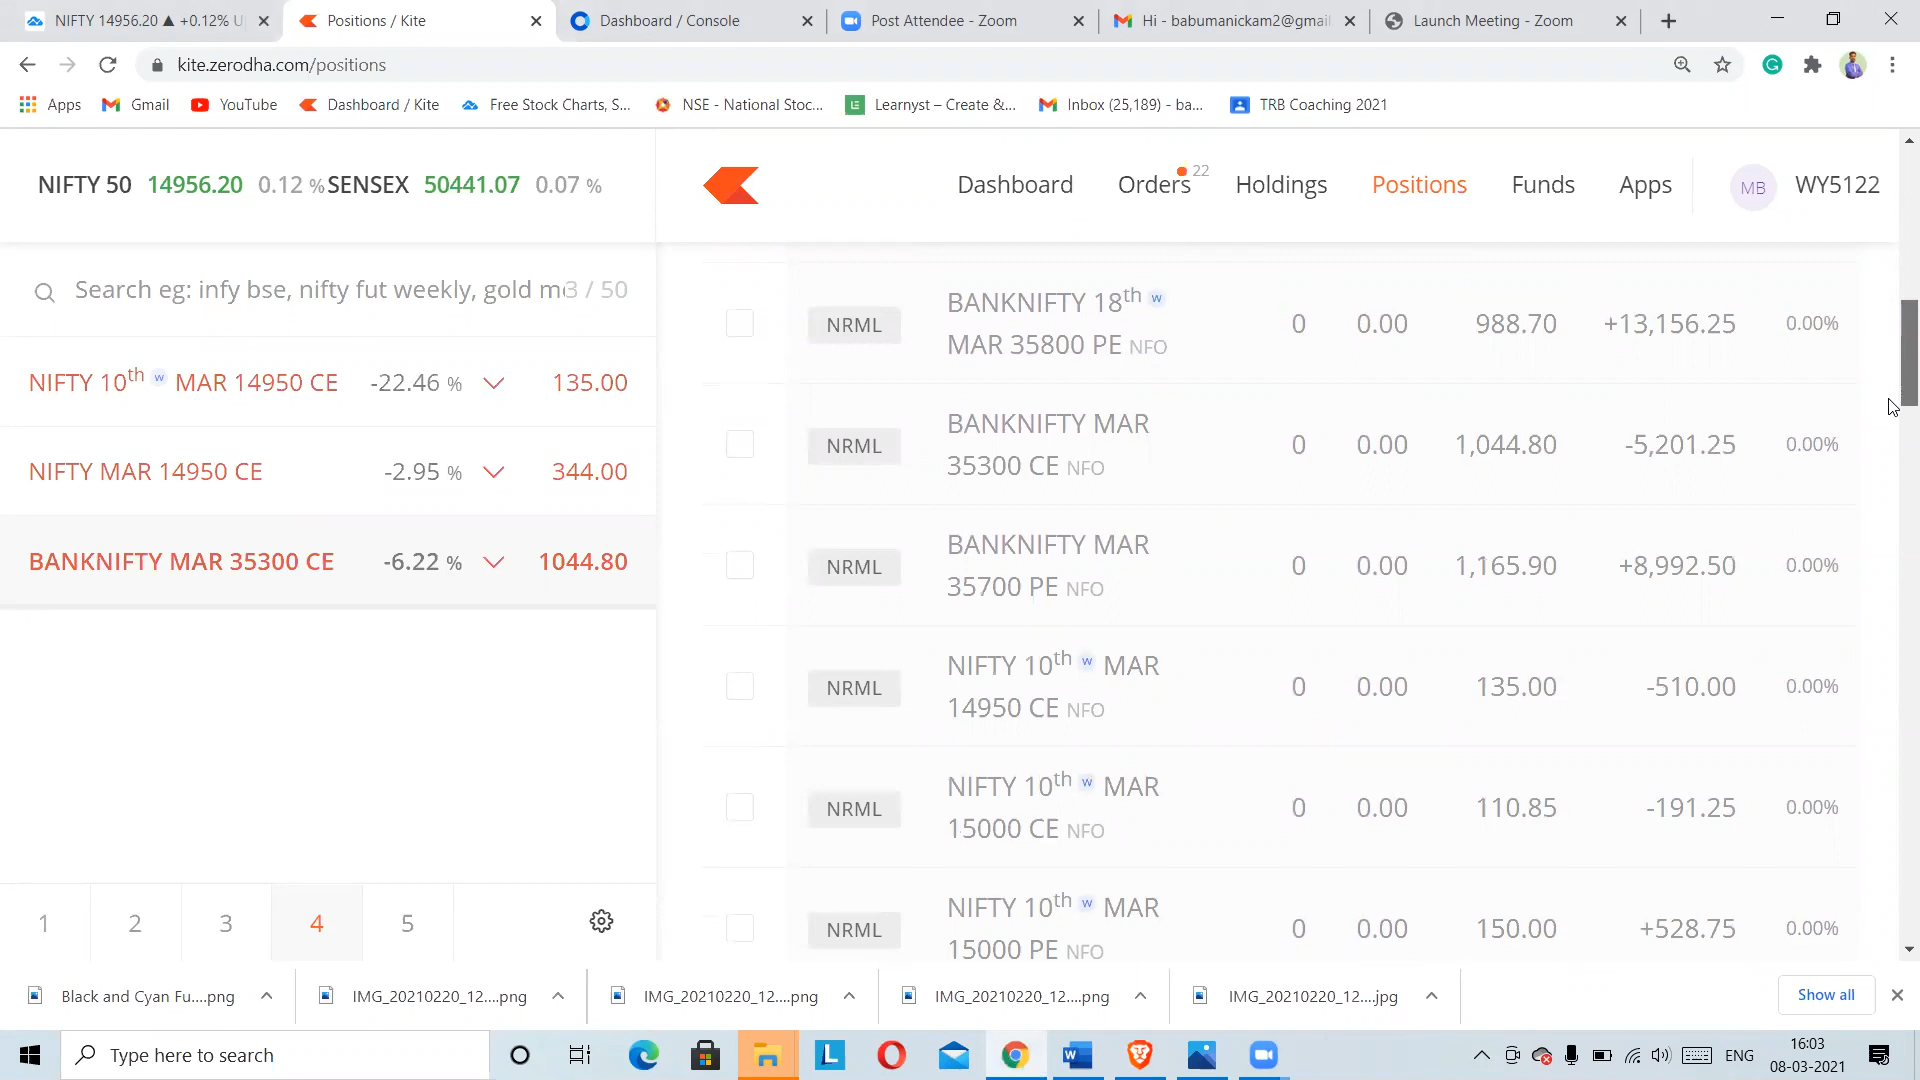 NIFTY 14956.20 ▲ +0.12% U
Positions / Kite
Dashboard / Console
Post Attendee - Zoom
Hi - babumanickam2@gmai
Launch Meeting - Zoom
kite.zerodha.com/positions
Apps
Gmail
YouTube
Dashboard / Kite
Free Stock Charts, S...
NSE - National Stoc...
Learnyst – Create &...
Inbox (25,189) - ba...
TRB Coaching 2021
NIFTY 50 14956.20 0.12 % SENSEX 50441.07 0.07 %
Dashboard Orders 22 Holdings Positions Funds Apps MB WY5122
Search eg: infy bse, nifty fut weekly, gold m 3 / 50
NIFTY 10th w MAR 14950 CE -22.46 % 135.00
NIFTY MAR 14950 CE -2.95 % 344.00
BANKNIFTY MAR 35300 CE -6.22 % 1044.80
1 2 3 4 5
BANKNIFTY 18th w
NRML 0 0.00 988.70 +13,156.25 0.00%
MAR 35800 PE NFO
BANKNIFTY MAR
NRML 0 0.00 1,044.80 -5,201.25 0.00%
35300 CE NFO
BANKNIFTY MAR
NRML 0 0.00 1,165.90 +8,992.50 0.00%
35700 PE NFO
NIFTY 10th w MAR
NRML 0 0.00 135.00 -510.00 0.00%
14950 CE NFO
NIFTY 10th w MAR
NRML 0 0.00 110.85 -191.25 0.00%
15000 CE NFO
NIFTY 10th w MAR
NRML 0 0.00 150.00 +528.75 0.00%
15000 PE NFO
Black and Cyan Fu....png
IMG_20210220_12....png
IMG_20210220_12....png
IMG_20210220_12....png
IMG_20210220_12....jpg
Show all
Type here to search
L
W
ENG
16:03
08-03-2021